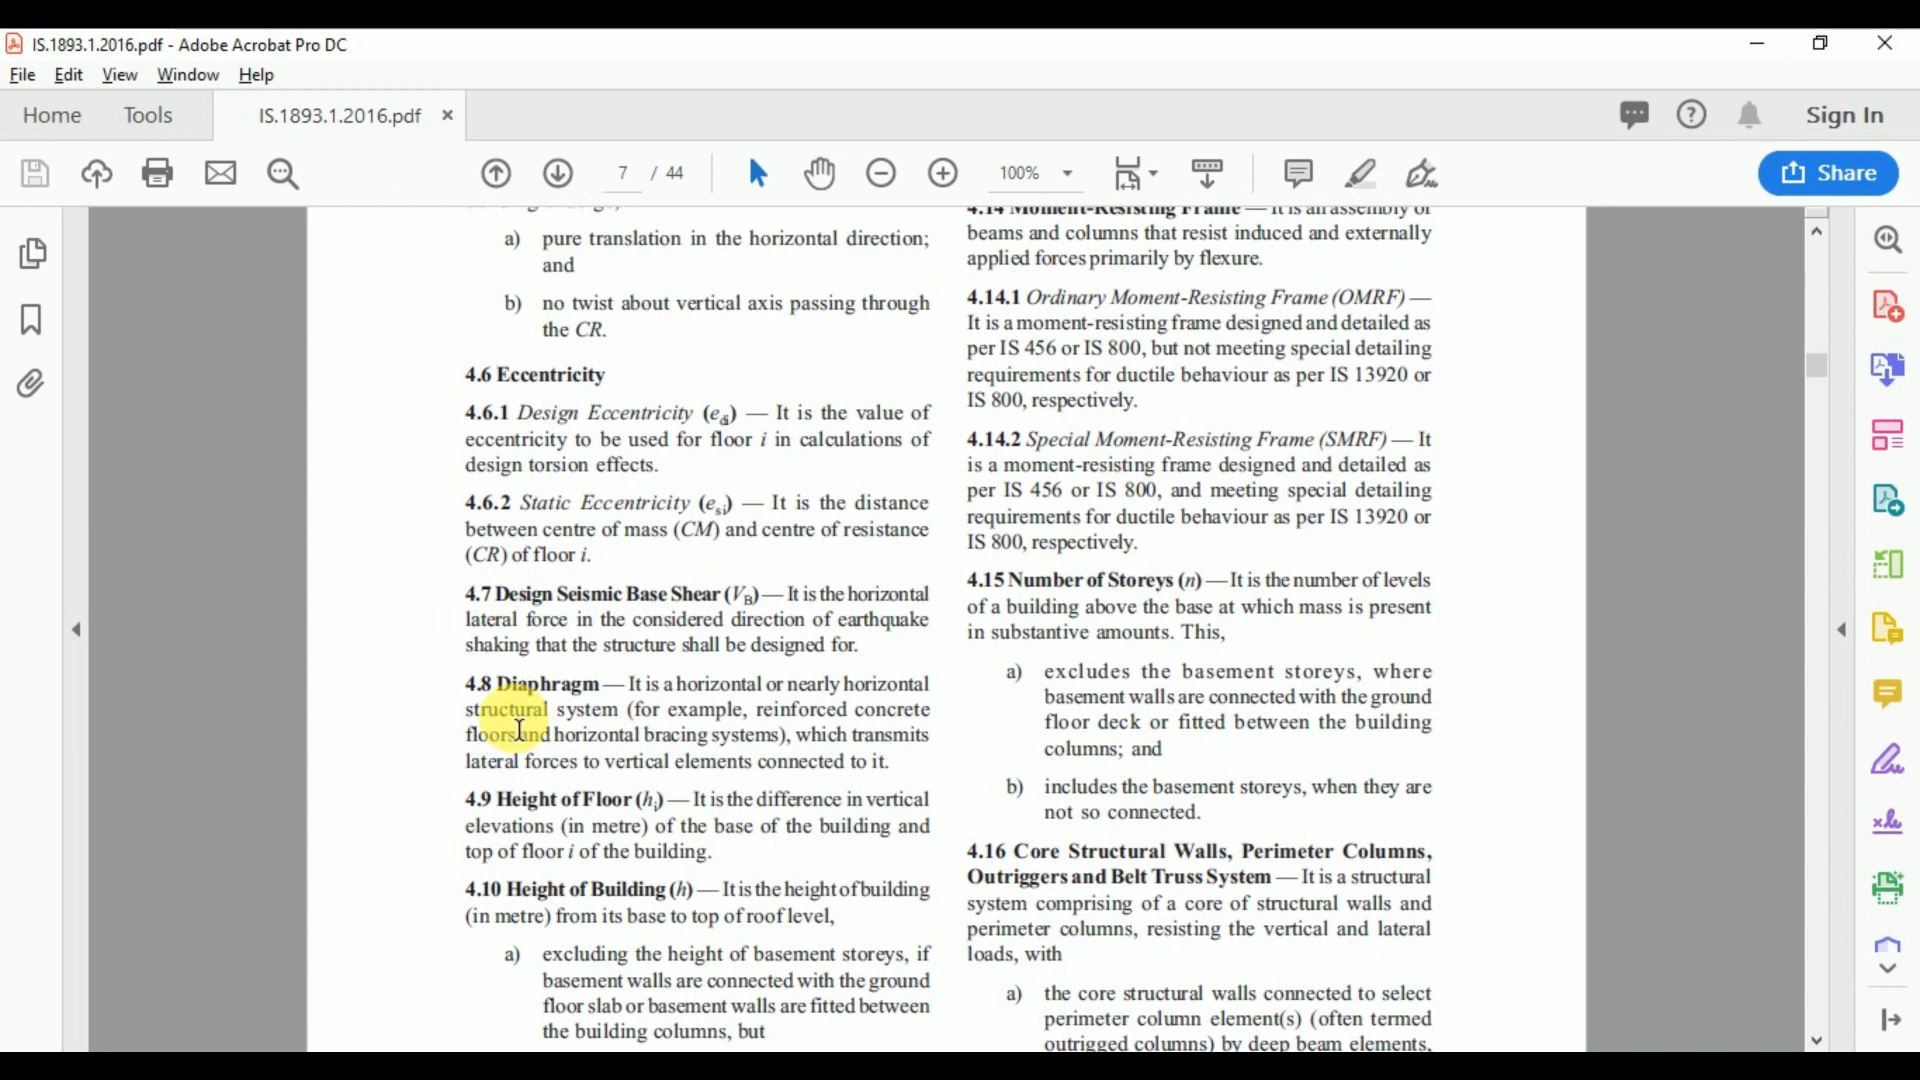 IS.1893.1.2016.pdf - Adobe Acrobat Pro DC
File Edit View Window Help
Home Tools IS.1893.1.2016.pdf × Sign In
7 / 44 100% Share
a) pure translation in the horizontal direction;
and
b) no twist about vertical axis passing through
the CR.
4.6 Eccentricity
4.6.1 Design Eccentricity (edi) — It is the value of
eccentricity to be used for floor i in calculations of
design torsion effects.
4.6.2 Static Eccentricity (esi) — It is the distance
between centre of mass (CM) and centre of resistance
(CR) of floor i.
4.7 Design Seismic Base Shear (VB) — It is the horizontal
lateral force in the considered direction of earthquake
shaking that the structure shall be designed for.
4.8 Diaphragm — It is a horizontal or nearly horizontal
structural system (for example, reinforced concrete
floors and horizontal bracing systems), which transmits
lateral forces to vertical elements connected to it.
4.9 Height of Floor (hi) — It is the difference in vertical
elevations (in metre) of the base of the building and
top of floor i of the building.
4.10 Height of Building (h) — It is the height of building
(in metre) from its base to top of roof level,
a) excluding the height of basement storeys, if
basement walls are connected with the ground
floor slab or basement walls are fitted between
the building columns, but
4.14 Moment-Resisting Frame — It is an assembly of
beams and columns that resist induced and externally
applied forces primarily by flexure.
4.14.1 Ordinary Moment-Resisting Frame (OMRF) —
It is a moment-resisting frame designed and detailed as
per IS 456 or IS 800, but not meeting special detailing
requirements for ductile behaviour as per IS 13920 or
IS 800, respectively.
4.14.2 Special Moment-Resisting Frame (SMRF) — It
is a moment-resisting frame designed and detailed as
per IS 456 or IS 800, and meeting special detailing
requirements for ductile behaviour as per IS 13920 or
IS 800, respectively.
4.15 Number of Storeys (n) — It is the number of levels
of a building above the base at which mass is present
in substantive amounts. This,
a) excludes the basement storeys, where
basement walls are connected with the ground
floor deck or fitted between the building
columns; and
b) includes the basement storeys, when they are
not so connected.
4.16 Core Structural Walls, Perimeter Columns,
Outriggers and Belt Truss System — It is a structural
system comprising of a core of structural walls and
perimeter columns, resisting the vertical and lateral
loads, with
a) the core structural walls connected to select
perimeter column element(s) (often termed
outrigged columns) by deep beam elements,